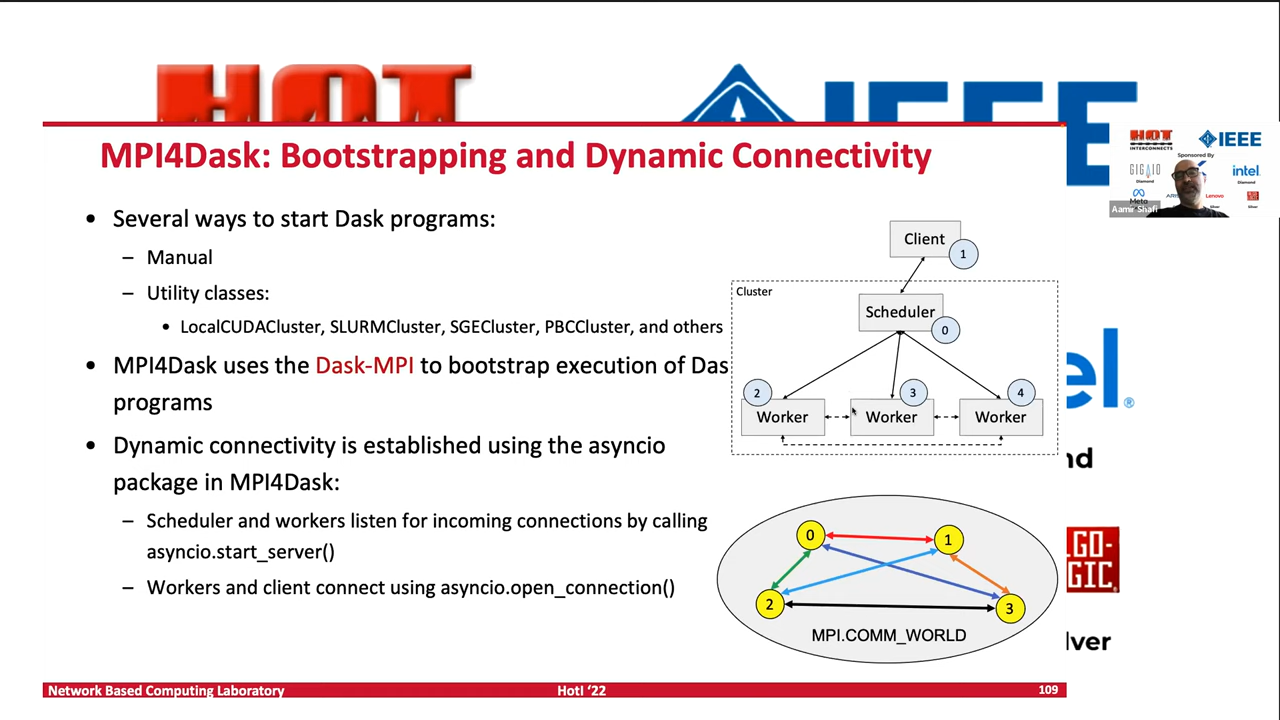 HOT
IEEE
MPI4Dask: Bootstrapping and Dynamic Connectivity
• Several ways to start Dask programs:
– Manual
– Utility classes:
• LocalCUDACluster, SLURMCluster, SGECluster, PBCCluster, and others
• MPI4Dask uses the Dask-MPI to bootstrap execution of Das
programs
• Dynamic connectivity is established using the asyncio
package in MPI4Dask:
– Scheduler and workers listen for incoming connections by calling
asyncio.start_server()
– Workers and client connect using asyncio.open_connection()
Client
1
Cluster
Scheduler
0
2
3
4
Worker
Worker
Worker
0
1
2
3
MPI.COMM_WORLD
HOT
INTERCONNECTS
IEEE
Sponsored By
GIGAIO
Diamond
intel.
Diamond
Meta
Lenovo
Silver
Silver
Aamir Shafi
el
nd
GO-
GIC
lver
Network Based Computing Laboratory
HotI ‘22
109